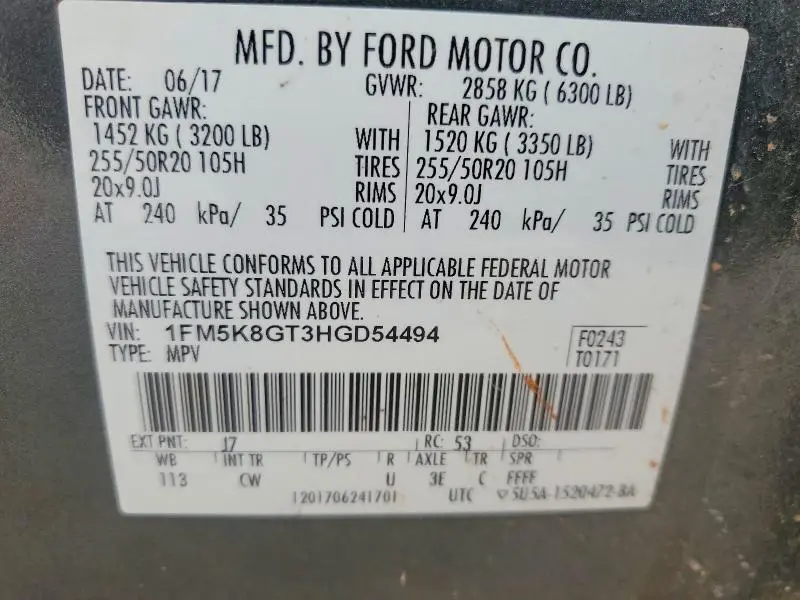 MFD. BY FORD MOTOR CO.
DATE: 06/17 GVWR: 2858 KG ( 6300 LB)
FRONT GAWR: REAR GAWR:
1452 KG ( 3200 LB) WITH 1520 KG ( 3350 LB) WITH
255/50R20 105H TIRES 255/50R20 105H TIRES
20x9.0J RIMS 20x9.0J RIMS
AT 240 kPa/ 35 PSI COLD AT 240 kPa/ 35 PSI COLD
THIS VEHICLE CONFORMS TO ALL APPLICABLE FEDERAL MOTOR
VEHICLE SAFETY STANDARDS IN EFFECT ON THE DATE OF
MANUFACTURE SHOWN ABOVE.
VIN: 1FM5K8GT3HGD54494 F0243
TYPE: MPV T0171
EXT PNT: J7 RC: 53 DSO:
WB INT TR TP/PS R AXLE TR SPR
113 CW U 3E C FFFF
1201706241701 UTC 5U5A-1520472-BA